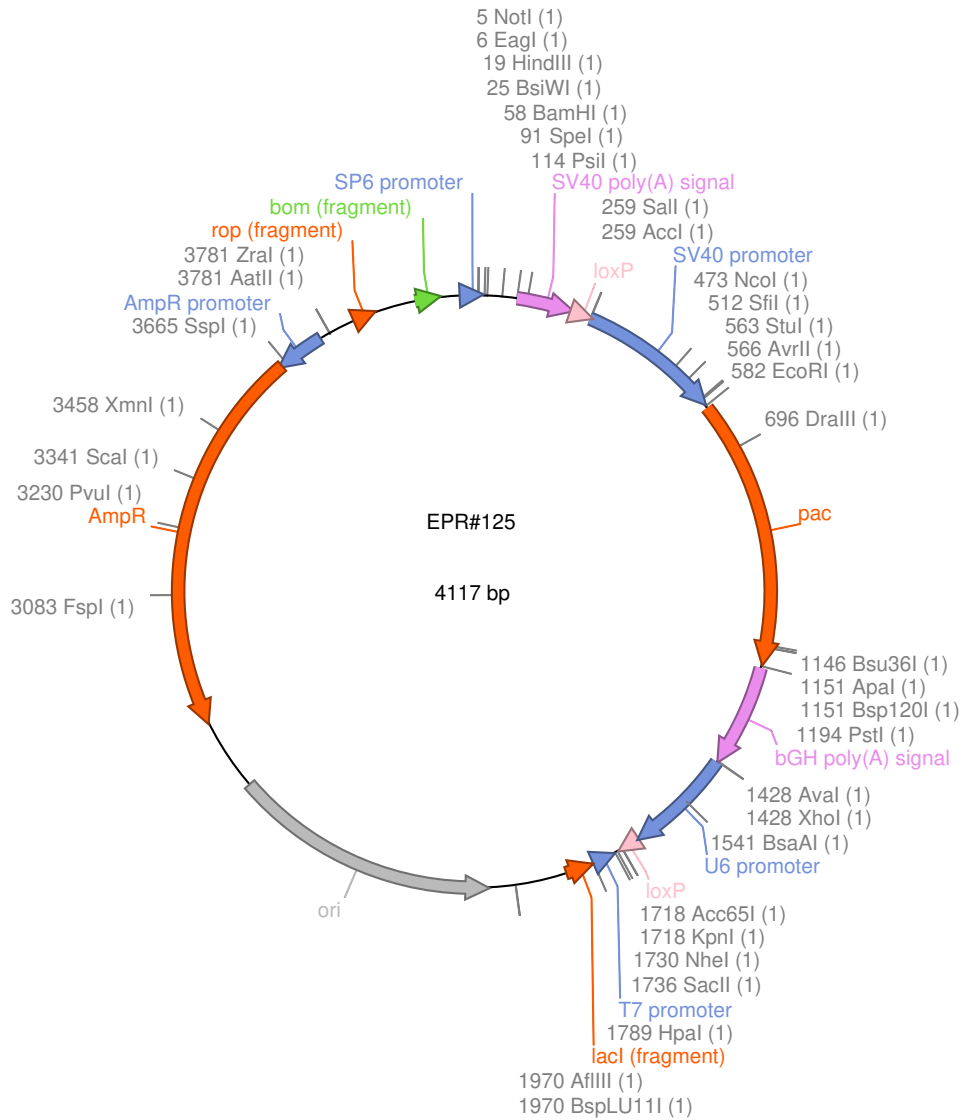 5 NotI (1)
6 EagI (1)
19 HindIII (1)
25 BsiWI (1)
58 BamHI (1)
91 SpeI (1)
114 PsiI (1)
SP6 promoter
SV40 poly(A) signal
bom (fragment)
259 SalI (1)
rop (fragment)
259 AccI (1)
3781 ZraI (1)
SV40 promoter
3781 AatII (1)
loxP
473 NcoI (1)
AmpR promoter
512 SfiI (1)
3665 SspI (1)
563 StuI (1)
566 AvrII (1)
582 EcoRI (1)
3458 XmnI (1)
696 DraIII (1)
3341 ScaI (1)
3230 PvuI (1)
AmpR
pac
EPR#125
4117 bp
3083 FspI (1)
1146 Bsu36I (1)
1151 ApaI (1)
1151 Bsp120I (1)
1194 PstI (1)
bGH poly(A) signal
1428 AvaI (1)
1428 XhoI (1)
1541 BsaAI (1)
U6 promoter
loxP
ori
1718 Acc65I (1)
1718 KpnI (1)
1730 NheI (1)
1736 SacII (1)
T7 promoter
1789 HpaI (1)
lacI (fragment)
1970 AflIII (1)
1970 BspLU11I (1)